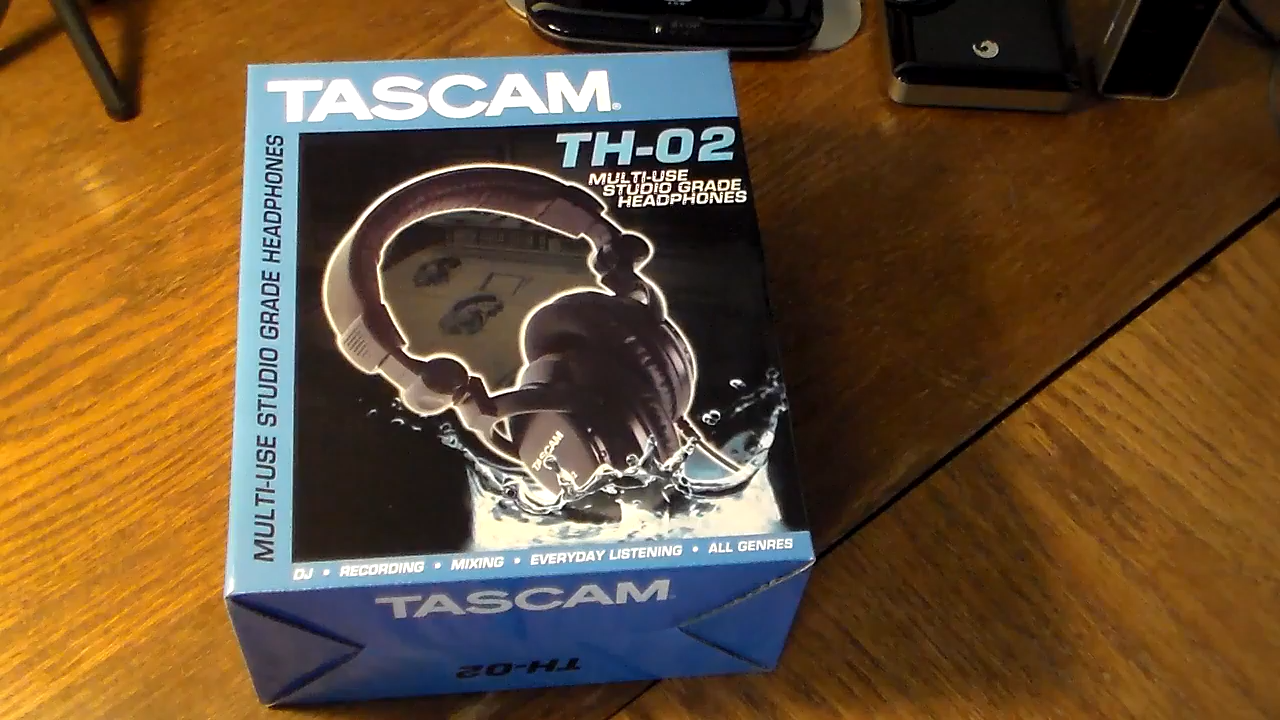 TASCAM®
TH-02
MULTI-USE
STUDIO GRADE
HEADPHONES
MULTI-USE STUDIO GRADE HEADPHONES
TASCAM
DJ • RECORDING • MIXING • EVERYDAY LISTENING • ALL GENRES
TASCAM
TH-02